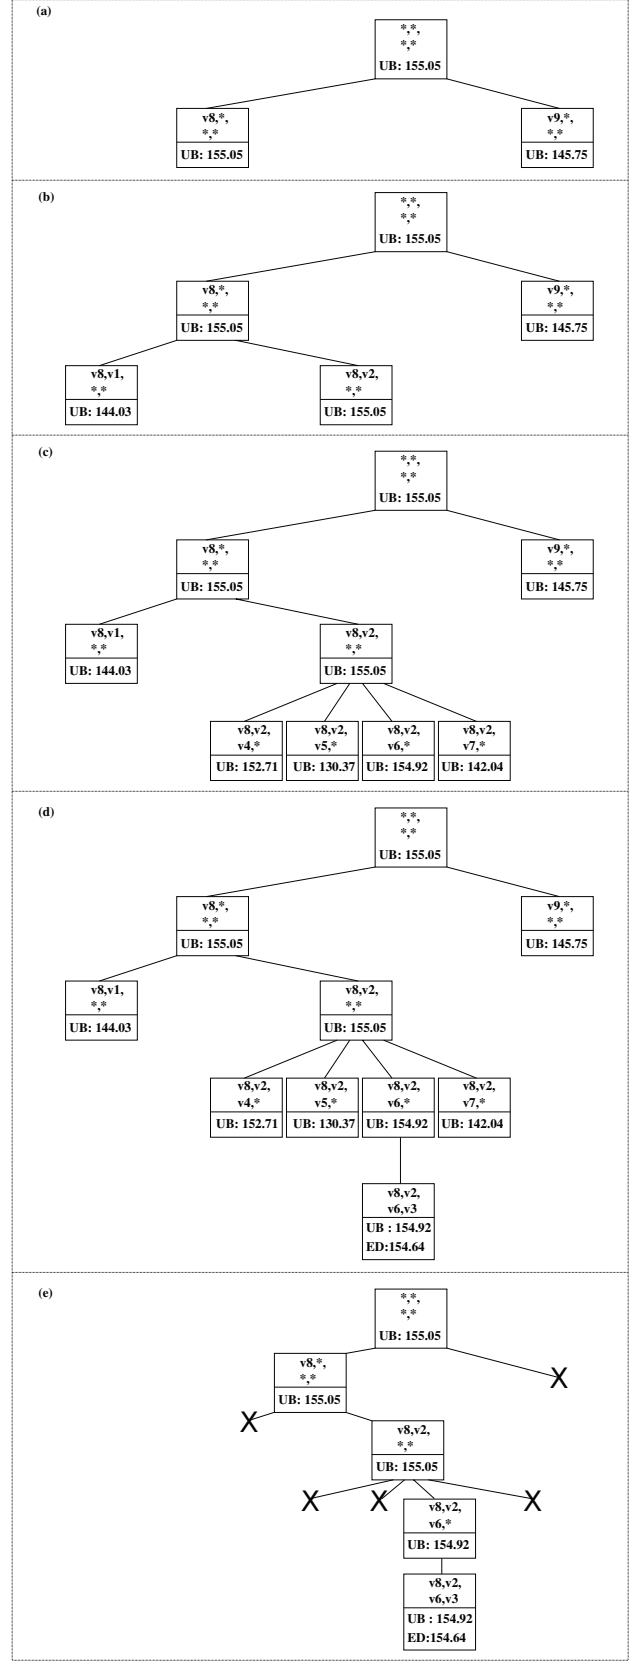 (a)
*,*,
*,*
UB: 155.05
v8,*,
*,*
UB: 155.05
v9,*,
*,*
UB: 145.75
(b)
*,*,
*,*
UB: 155.05
v8,*,
*,*
UB: 155.05
v9,*,
*,*
UB: 145.75
v8,v1,
*,*
UB: 144.03
v8,v2,
*,*
UB: 155.05
(c)
*,*,
*,*
UB: 155.05
v8,*,
*,*
UB: 155.05
v9,*,
*,*
UB: 145.75
v8,v1,
*,*
UB: 144.03
v8,v2,
*,*
UB: 155.05
v8,v2,
v4,*
UB: 152.71
v8,v2,
v5,*
UB: 130.37
v8,v2,
v6,*
UB: 154.92
v8,v2,
v7,*
UB: 142.04
(d)
*,*,
*,*
UB: 155.05
v8,*,
*,*
UB: 155.05
v9,*,
*,*
UB: 145.75
v8,v1,
*,*
UB: 144.03
v8,v2,
*,*
UB: 155.05
v8,v2,
v4,*
UB: 152.71
v8,v2,
v5,*
UB: 130.37
v8,v2,
v6,*
UB: 154.92
v8,v2,
v7,*
UB: 142.04
v8,v2,
v6,v3
UB : 154.92
ED:154.64
(e)
*,*,
*,*
UB: 155.05
v8,*,
*,*
UB: 155.05
X
X
v8,v2,
*,*
UB: 155.05
X
X
X
v8,v2,
v6,*
UB: 154.92
v8,v2,
v6,v3
UB : 154.92
ED:154.64